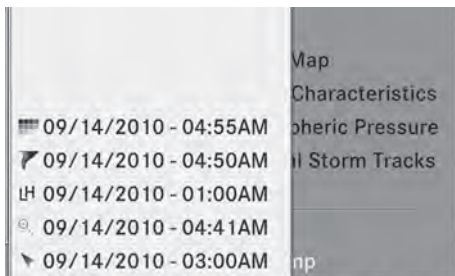 Map
Characteristics
09/14/2010 - 04:55AM
pheric Pressure
09/14/2010 - 04:50AM
l Storm Tracks
LH 09/14/2010 - 01:00AM
09/14/2010 - 04:41AM
09/14/2010 - 03:00AM
mp